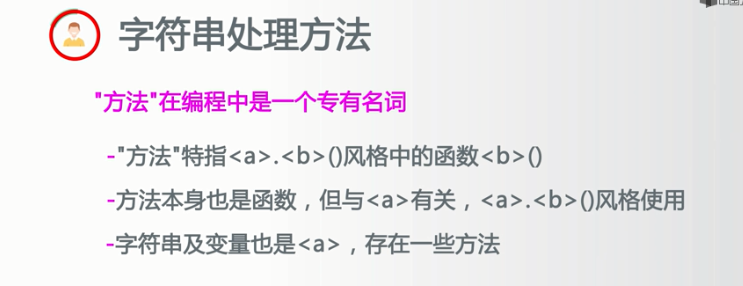 字符串处理方法
"方法"在编程中是一个专有名词
-"方法"特指<a>.<b>()风格中的函数<b>()
-方法本身也是函数，但与<a>有关，<a>.<b>()风格使用
-字符串及变量也是<a>，存在一些方法